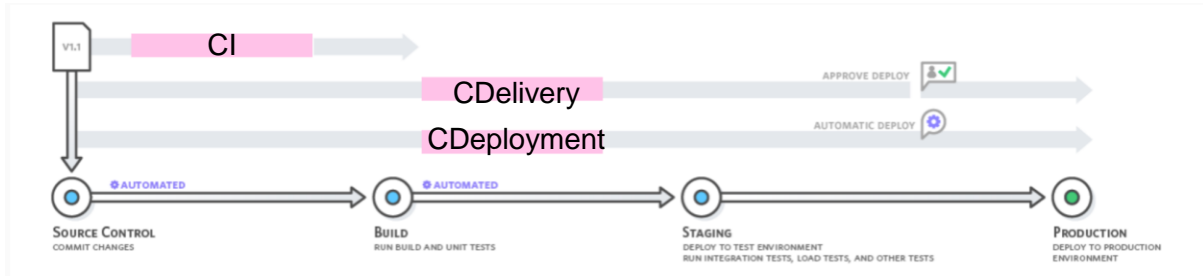 V1.1
CI
CDelivery
APPROVE DEPLOY
CDeployment
AUTOMATIC DEPLOY
AUTOMATED
AUTOMATED
SOURCE CONTROL
COMMIT CHANGES
BUILD
RUN BUILD AND UNIT TESTS
STAGING
DEPLOY TO TEST ENVIRONMENT
RUN INTEGRATION TESTS, LOAD TESTS, AND OTHER TESTS
PRODUCTION
DEPLOY TO PRODUCTION
ENVIRONMENT